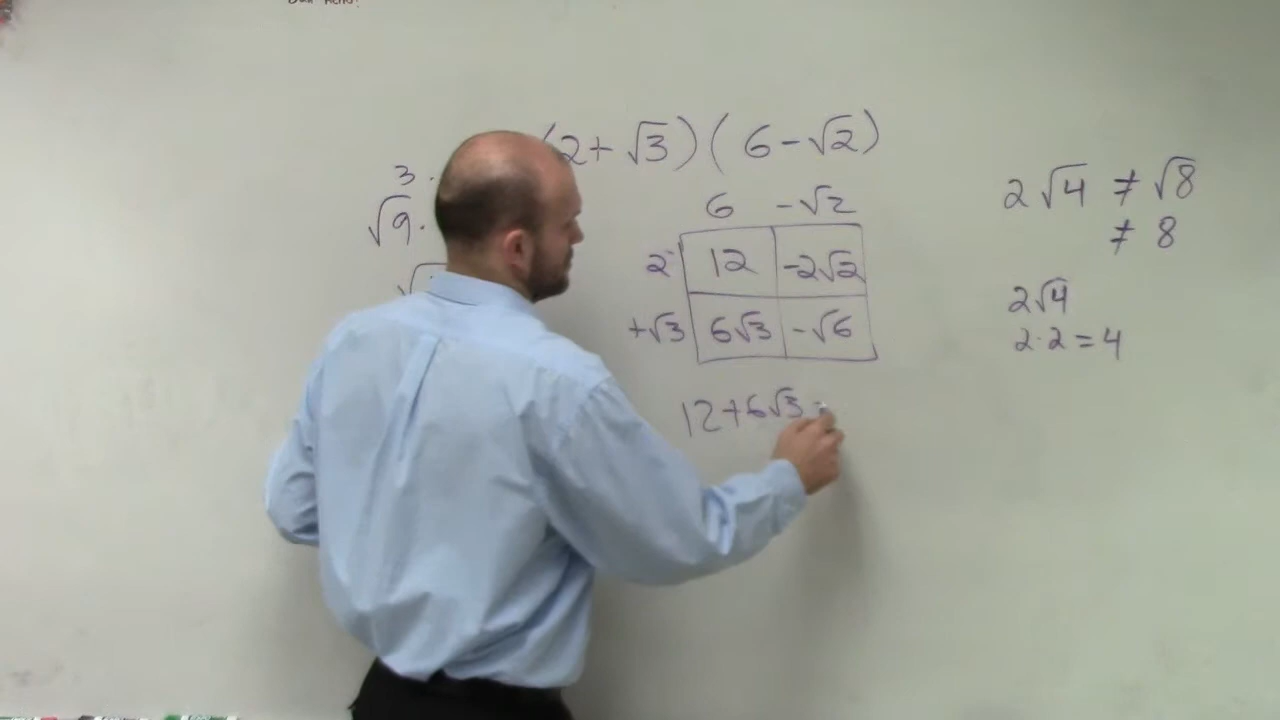 (2 + √3)(6 - √2)
3.
√9.
6 -√2
2 12 -2√2
+√3 6√3 -√6
12 + 6√3
2√4 ≠ √8
≠ 8
2√4
2·2 = 4